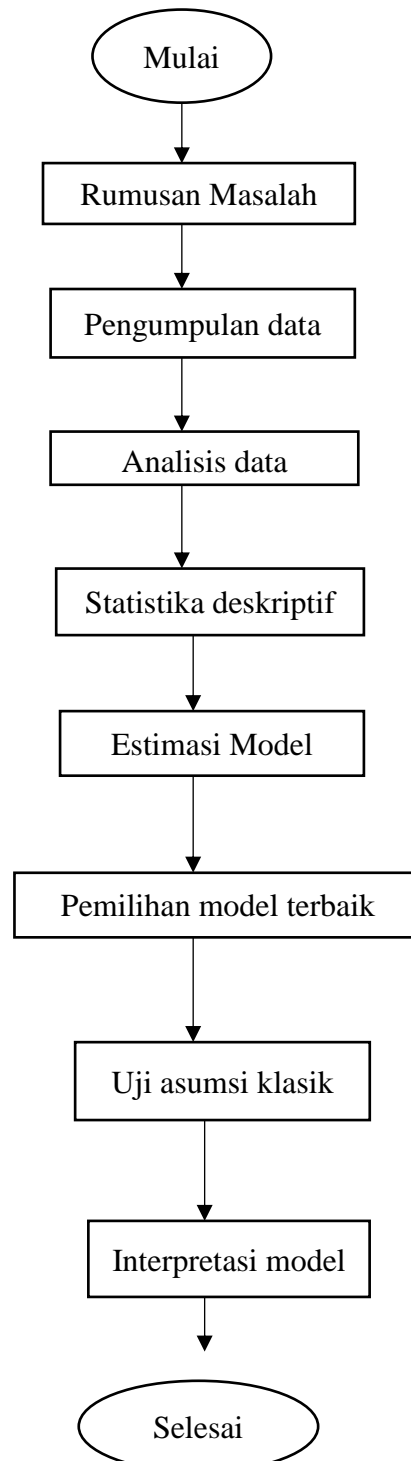 Mulai
Rumusan Masalah
Pengumpulan data
Analisis data
Statistika deskriptif
Estimasi Model
Pemilihan model terbaik
Uji asumsi klasik
Interpretasi model
Selesai